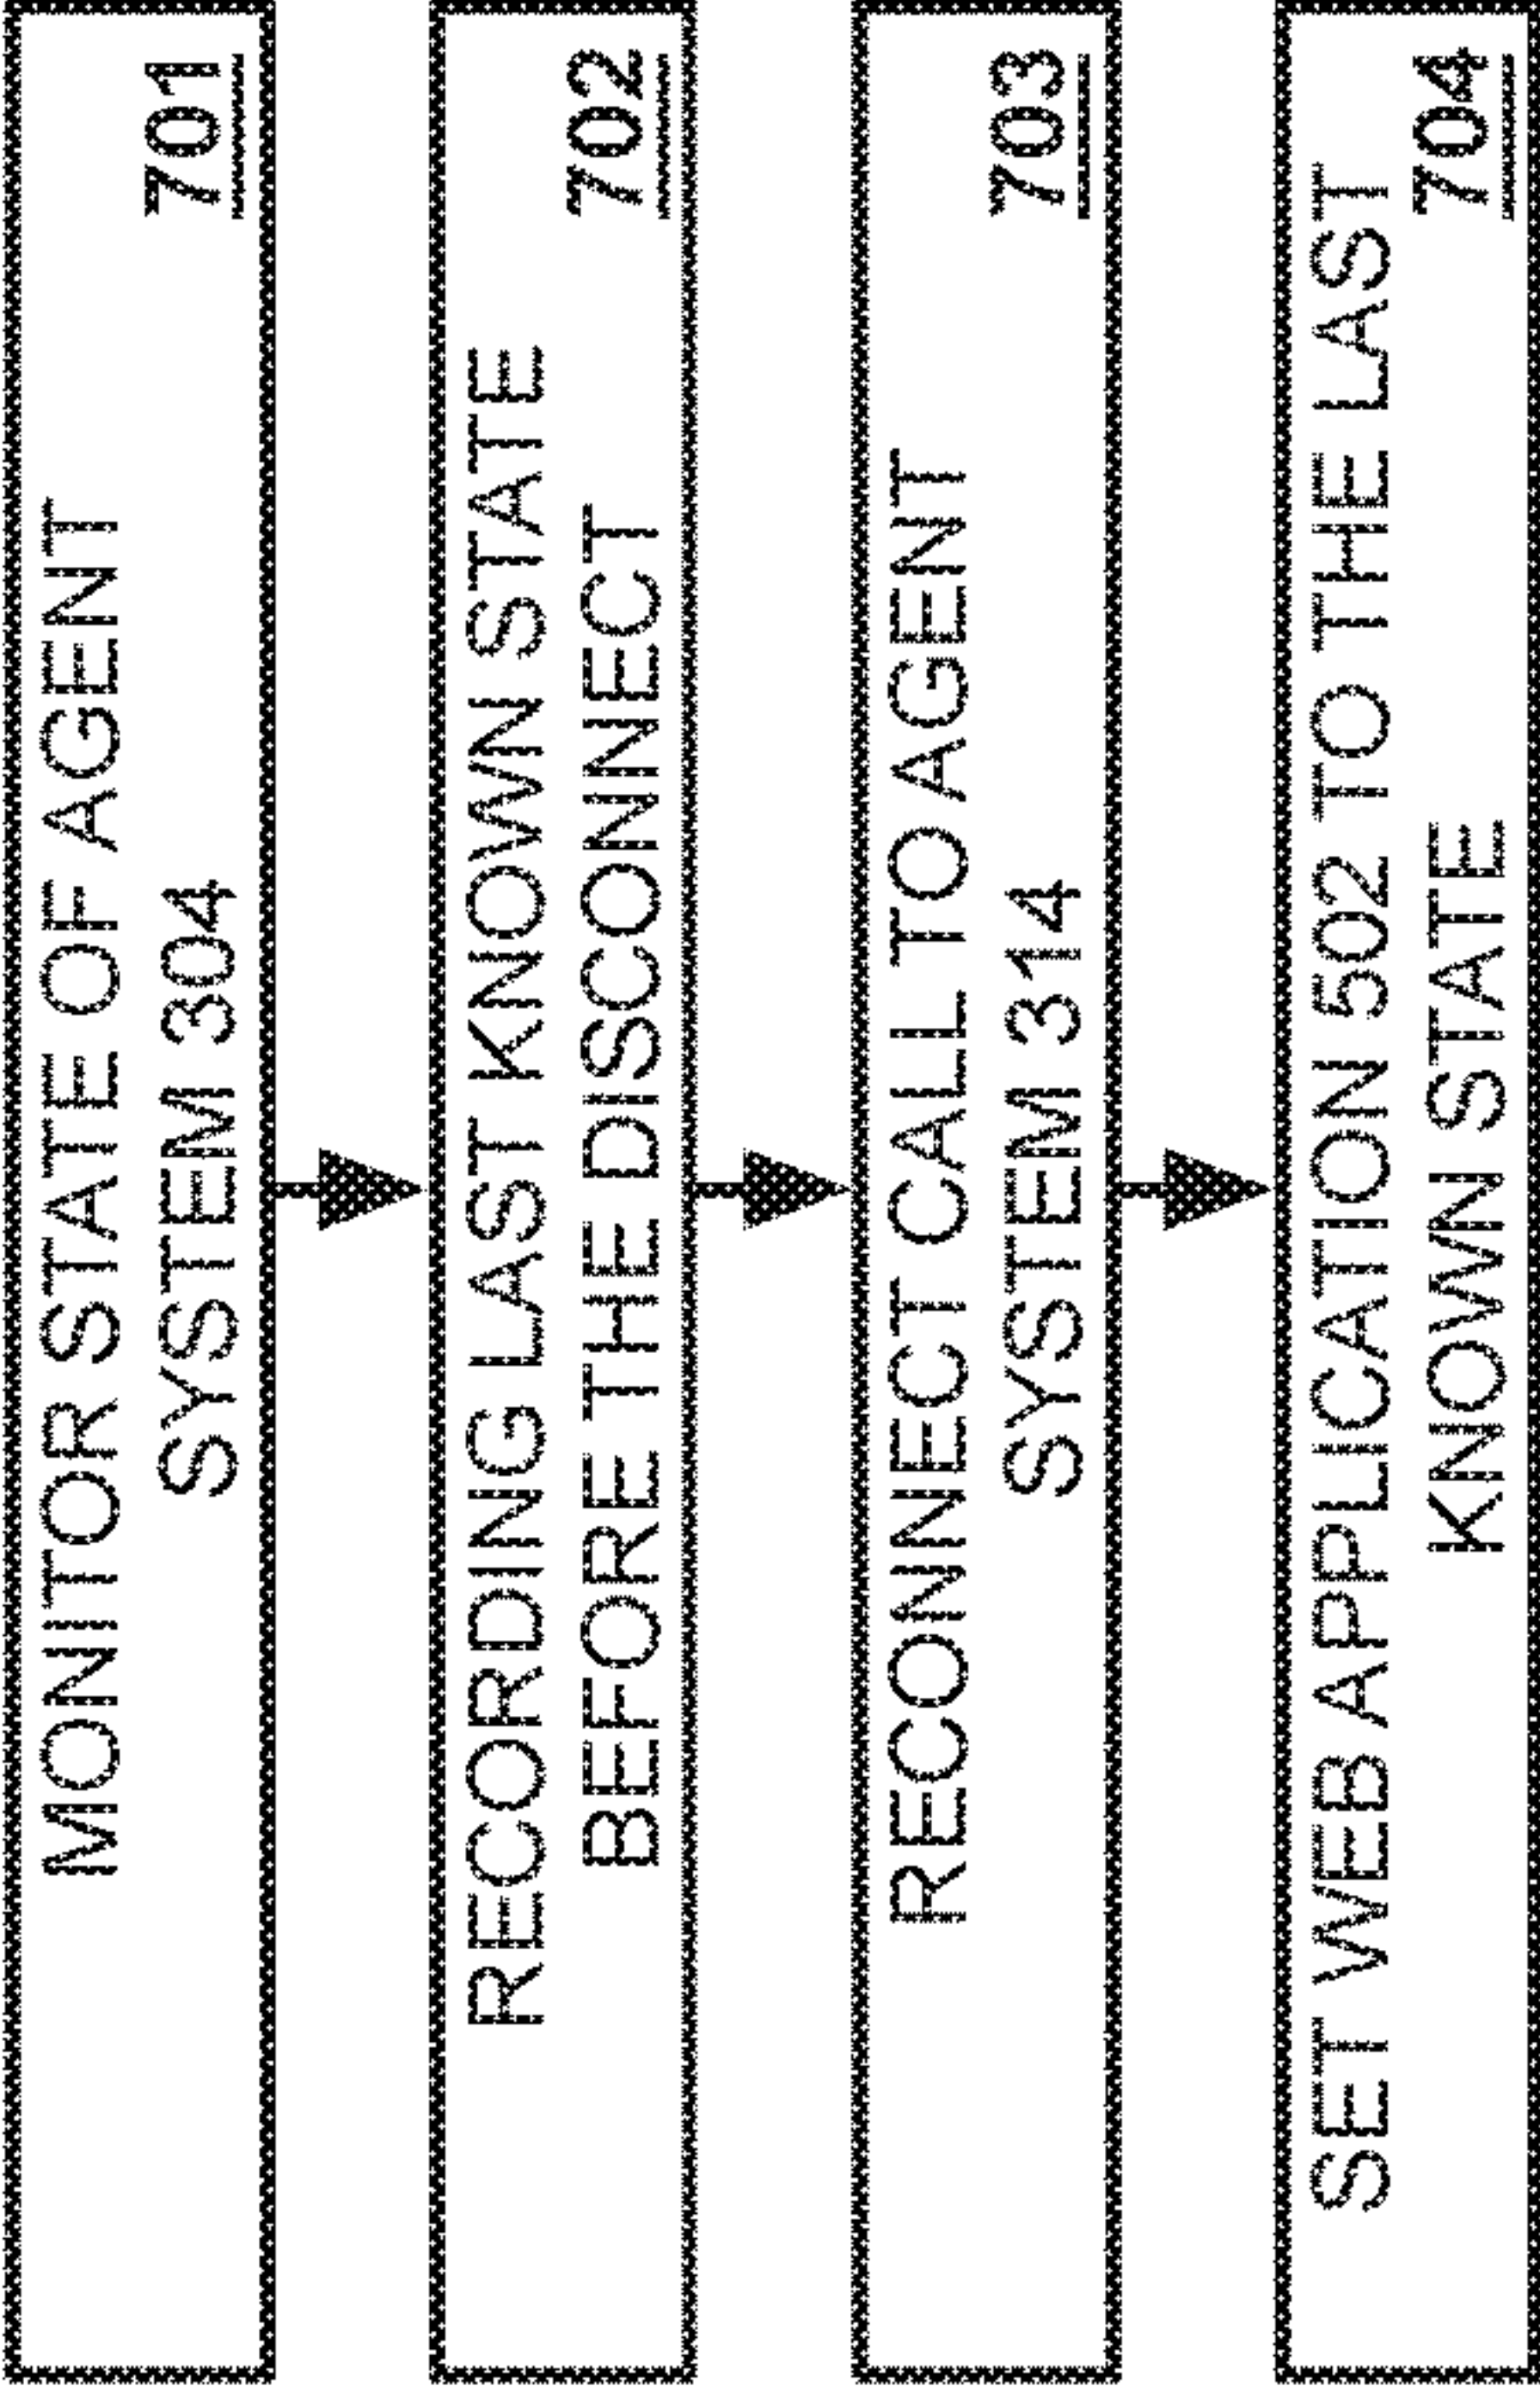 MONITOR STATE OF AGENT
SYSTEM 304
701
RECORDING LAST KNOWN STATE
BEFORE THE DISCONNECT
702
RECONNECT CALL TO AGENT
SYSTEM 314
703
SET WEB APPLICATION 502 TO THE LAST
KNOWN STATE
704